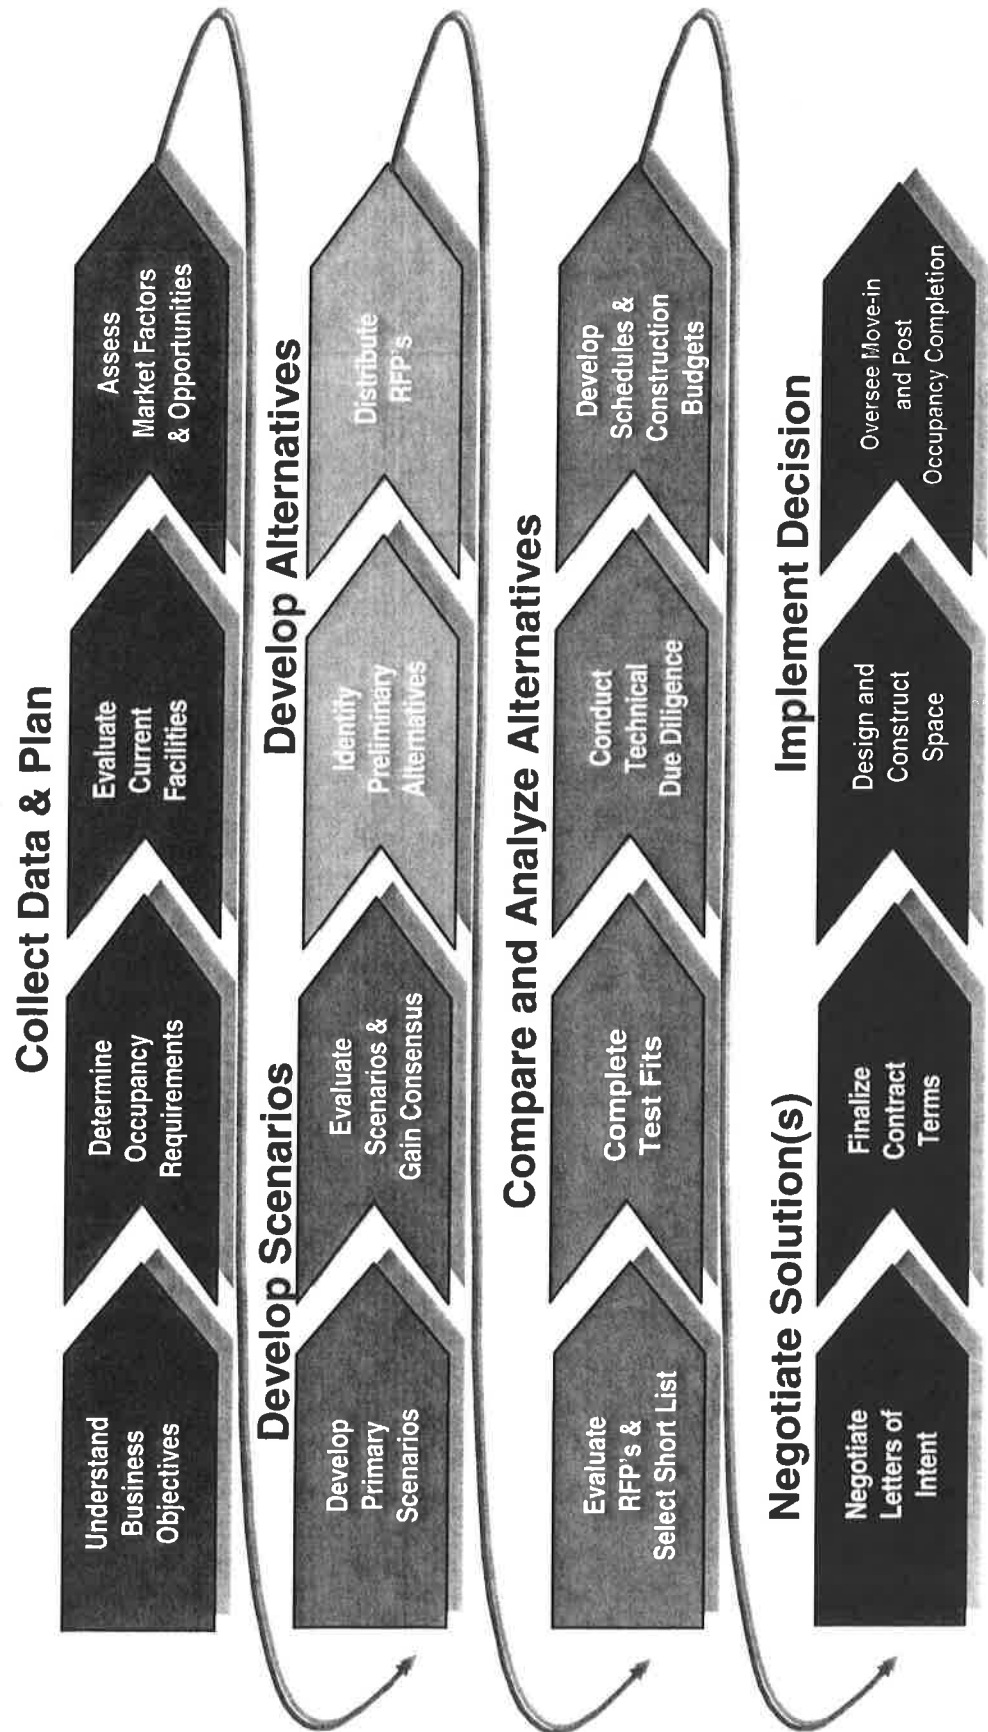 Collect Data & Plan
Understand
Business
Objectives
Determine
Occupancy
Requirements
Evaluate
Current
Facilities
Assess
Market Factors
& Opportunities
Develop Scenarios
Develop Alternatives
Develop
Primary
Scenarios
Evaluate
Scenarios &
Gain Consensus
Identify
Preliminary
Alternatives
Distribute
RFP's
Compare and Analyze Alternatives
Evaluate
RFP's &
Select Short List
Complete
Test Fits
Conduct
Technical
Due Diligence
Develop
Schedules &
Construction
Budgets
Negotiate Solution(s)
Implement Decision
Negotiate
Letters of
Intent
Finalize
Contract
Terms
Design and
Construct
Space
Oversee Move-in
and Post
Occupancy Completion